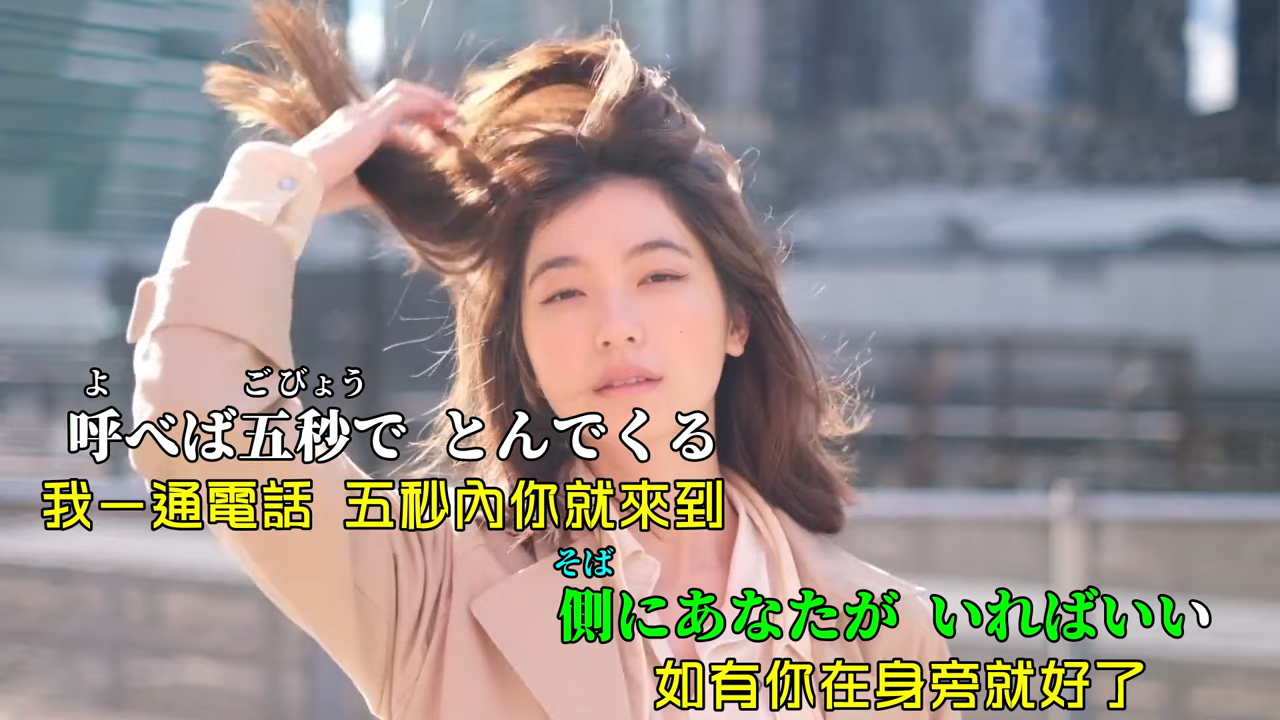 よ ごびょう
呼べば五秒で とんでくる
我一通電話 五秒內你就來到
そば
側にあなたが いればいい
如有你在身旁就好了